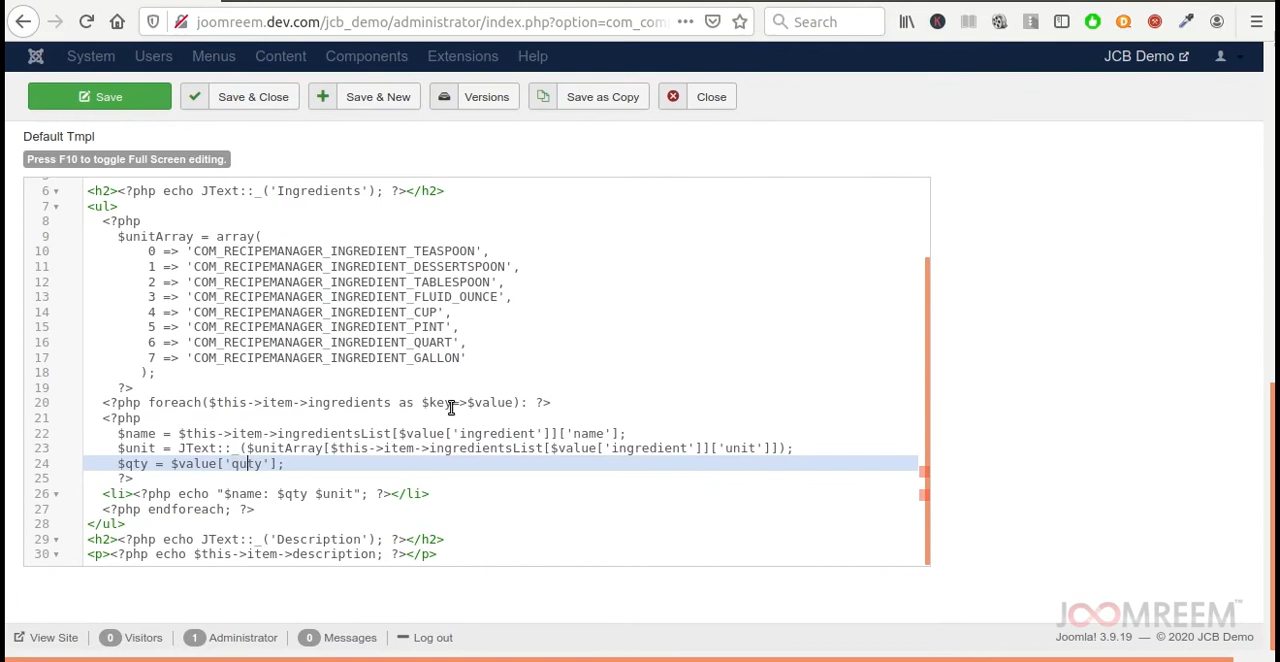 joomreem.dev.com/jcb_demo/administrator/index.php?option=com_com
Search
System Users Menus Content Components Extensions Help JCB Demo
Save Save & Close Save & New Versions Save as Copy Close
Default Tmpl
Press F10 to toggle Full Screen editing.
6 <h2><?php echo JText::_('Ingredients'); ?></h2>
7 <ul>
8 <?php
9 $unitArray = array(
10 0 => 'COM_RECIPEMANAGER_INGREDIENT_TEASPOON',
11 1 => 'COM_RECIPEMANAGER_INGREDIENT_DESSERTSPOON',
12 2 => 'COM_RECIPEMANAGER_INGREDIENT_TABLESPOON',
13 3 => 'COM_RECIPEMANAGER_INGREDIENT_FLUID_OUNCE',
14 4 => 'COM_RECIPEMANAGER_INGREDIENT_CUP',
15 5 => 'COM_RECIPEMANAGER_INGREDIENT_PINT',
16 6 => 'COM_RECIPEMANAGER_INGREDIENT_QUART',
17 7 => 'COM_RECIPEMANAGER_INGREDIENT_GALLON'
18 );
19 ?>
20 <?php foreach($this->item->ingredients as $key=>$value): ?>
21 <?php
22 $name = $this->item->ingredientsList[$value['ingredient']]['name'];
23 $unit = JText::_($unitArray[$this->item->ingredientsList[$value['ingredient']]['unit']]);
24 $qty = $value['quty'];
25 ?>
26 <li><?php echo "$name: $qty $unit"; ?></li>
27 <?php endforeach; ?>
28 </ul>
29 <h2><?php echo JText::_('Description'); ?></h2>
30 <p><?php echo $this->item->description; ?></p>
JOOMREEM™
View Site 0 Visitors 1 Administrator 0 Messages Log out
Joomla! 3.9.19 — © 2020 JCB Demo